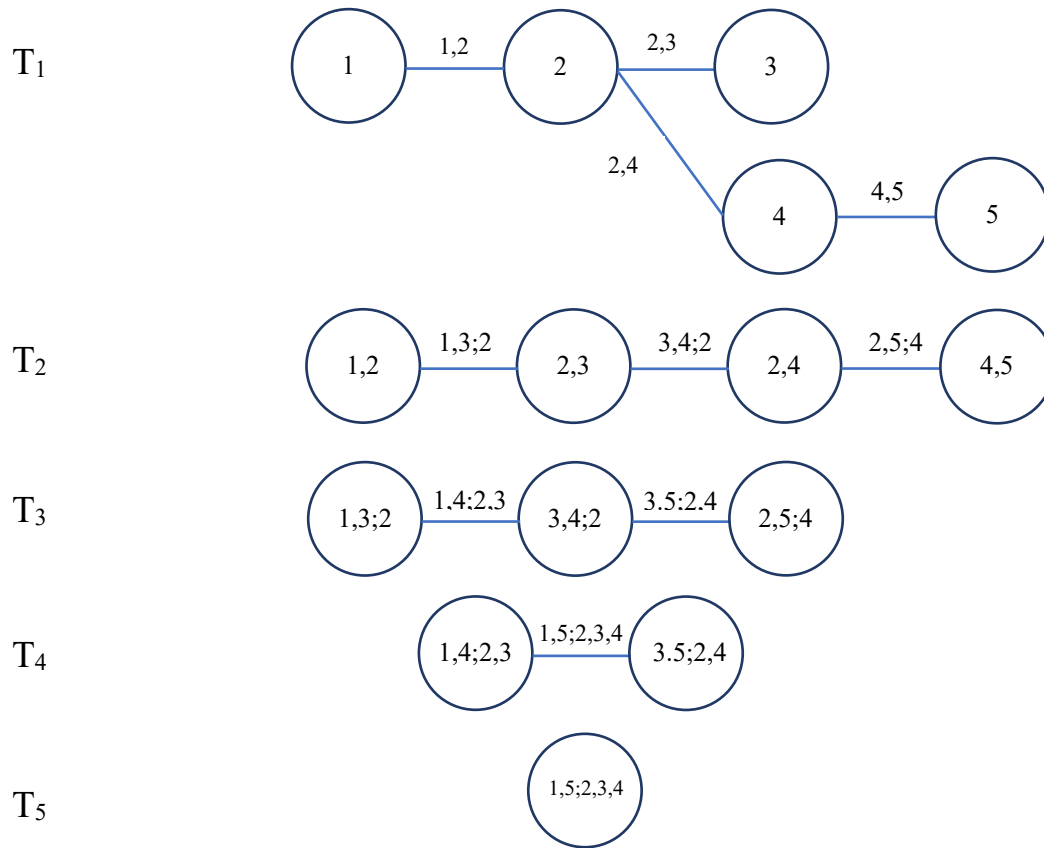 T₁ 1 1,2 2 2,3 3
2,4 4 4,5 5
T₂ 1,2 1,3;2 2,3 3,4;2 2,4 2,5;4 4,5
T₃ 1,3;2 1,4;2,3 3,4;2 3.5;2,4 2,5;4
T₄ 1,4;2,3 1,5;2,3,4 3.5;2,4
T₅ 1,5;2,3,4